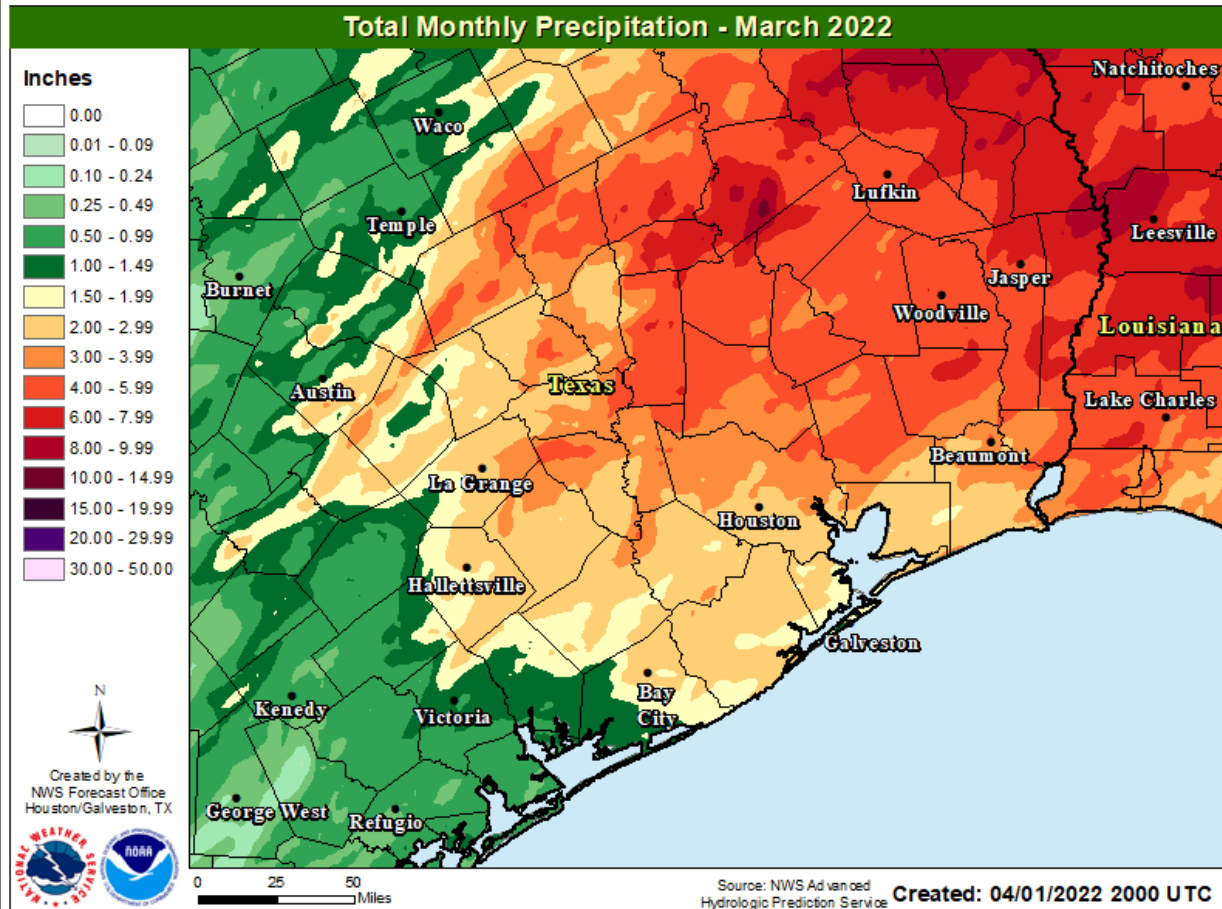 Total Monthly Precipitation - March 2022
Inches
0.00
0.01 - 0.09
0.10 - 0.24
0.25 - 0.49
0.50 - 0.99
1.00 - 1.49
1.50 - 1.99
2.00 - 2.99
3.00 - 3.99
4.00 - 5.99
6.00 - 7.99
8.00 - 9.99
10.00 - 14.99
15.00 - 19.99
20.00 - 29.99
30.00 - 50.00
Natchitoches
Waco
Lufkin
Temple
Leesville
Burnet
Jasper
Woodville
Louisiana
Austin
Texas
Lake Charles
Beaumont
La Grange
Houston
Hallettsville
Galveston
Kenedy
Victoria
Bay
City
George West
Refugio
N
Created by the
NWS Forecast Office
Houston/Galveston, TX
NATIONAL WEATHER SERVICE
NOAA
0 25 50
Miles
Source: NWS Advanced
Hydrologic Prediction Service
Created: 04/01/2022 2000 UTC